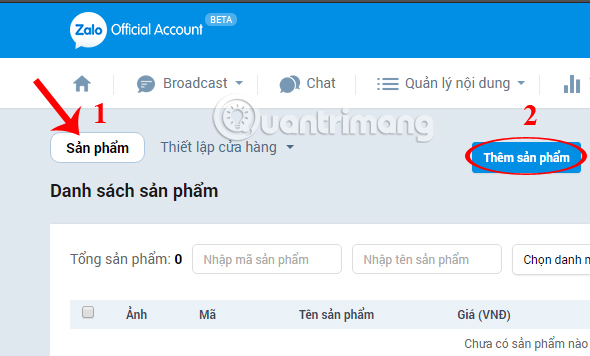 Zalo Official Account BETA
Broadcast Chat Quản lý nội dung
1 Quantrimang 2
Sản phẩm Thiết lập cửa hàng Thêm sản phẩm
Danh sách sản phẩm
Tổng sản phẩm: 0 Nhập mã sản phẩm Nhập tên sản phẩm Chọn danh
Ảnh Mã Tên sản phẩm Giá (VNĐ)
Chưa có sản phẩm nào